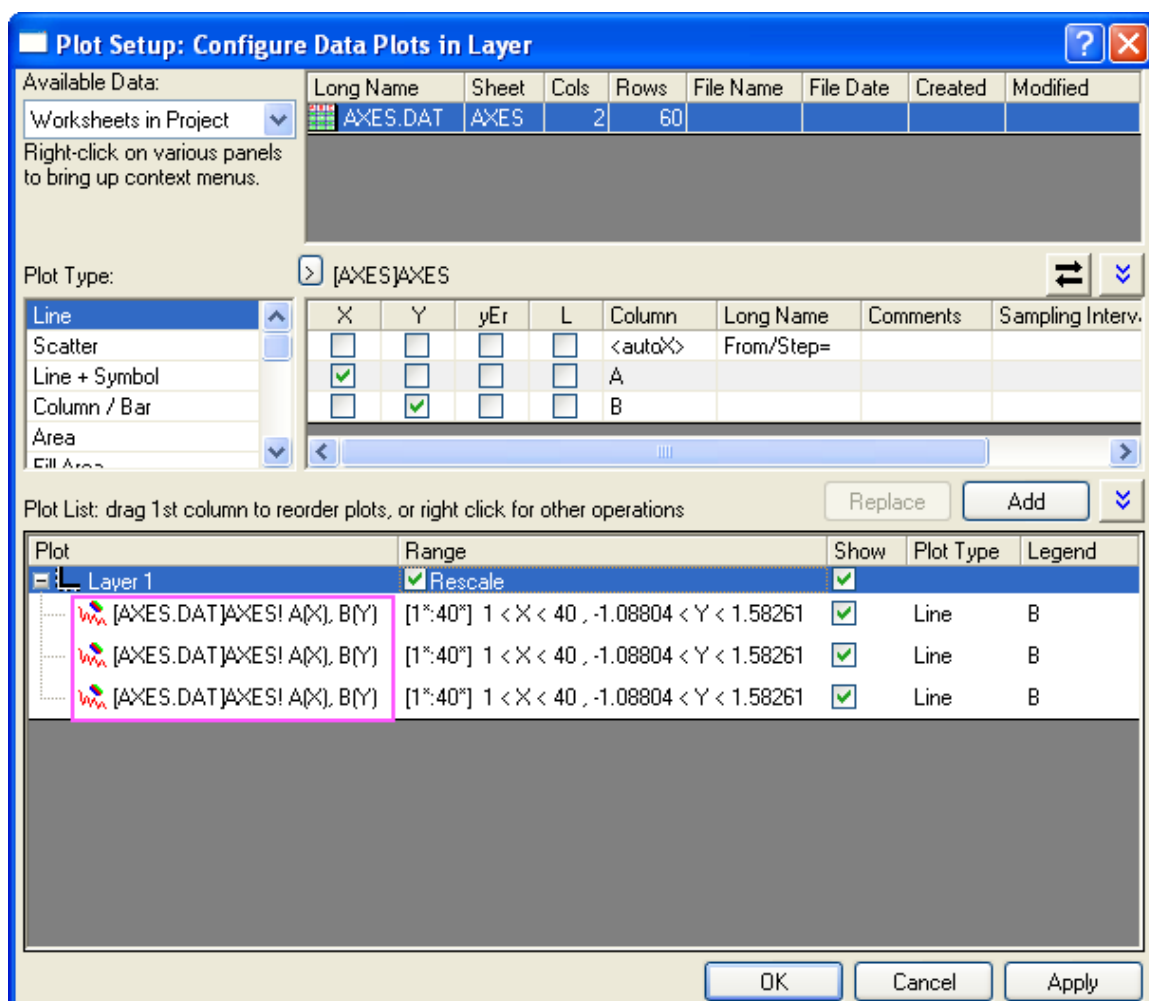 Plot Setup: Configure Data Plots in Layer
Available Data:
Worksheets in Project
Right-click on various panels
to bring up context menus.
Long Name Sheet Cols Rows File Name File Date Created Modified
AXES.DAT AXES 2 60
Plot Type:
> [AXES]AXES
Line
Scatter
Line + Symbol
Column / Bar
Area
Fill Area
X Y yEr L Column Long Name Comments Sampling Interv
<autoX> From/Step=
A
B
Plot List: drag 1st column to reorder plots, or right click for other operations
Replace Add
Plot Range Show Plot Type Legend
Layer 1 Rescale
[AXES.DAT]AXES! A(X), B(Y) [1*:40*] 1 < X < 40 , -1.08804 < Y < 1.58261 Line B
[AXES.DAT]AXES! A(X), B(Y) [1*:40*] 1 < X < 40 , -1.08804 < Y < 1.58261 Line B
[AXES.DAT]AXES! A(X), B(Y) [1*:40*] 1 < X < 40 , -1.08804 < Y < 1.58261 Line B
OK Cancel Apply